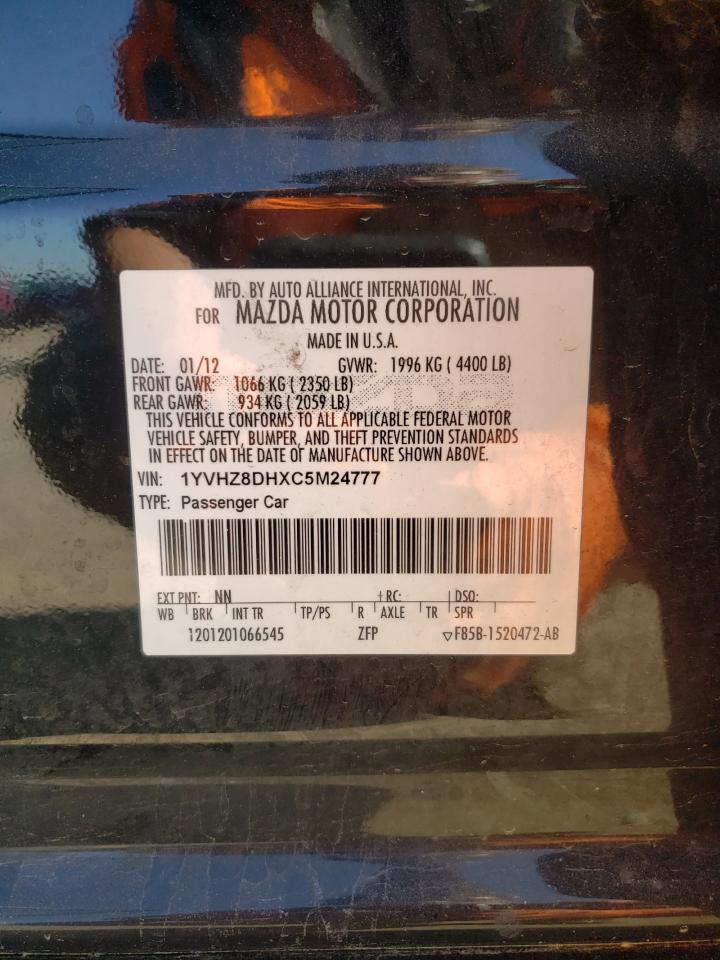 MFD. BY AUTO ALLIANCE INTERNATIONAL, INC.
FOR MAZDA MOTOR CORPORATION
MADE IN U.S.A.
DATE: 01/12 GVWR: 1996 KG ( 4400 LB)
FRONT GAWR: 1066 KG ( 2350 LB)
REAR GAWR: 934 KG ( 2059 LB)
THIS VEHICLE CONFORMS TO ALL APPLICABLE FEDERAL MOTOR
VEHICLE SAFETY, BUMPER, AND THEFT PREVENTION STANDARDS
IN EFFECT ON THE DATE OF MANUFACTURE SHOWN ABOVE.
VIN: 1YVHZ8DHXC5M24777
TYPE: Passenger Car
EXT PNT: NN RC: DSO:
WB BRK INT TR TP/PS R AXLE TR SPR
1201201066545 ZFP ▽F85B-1520472-AB